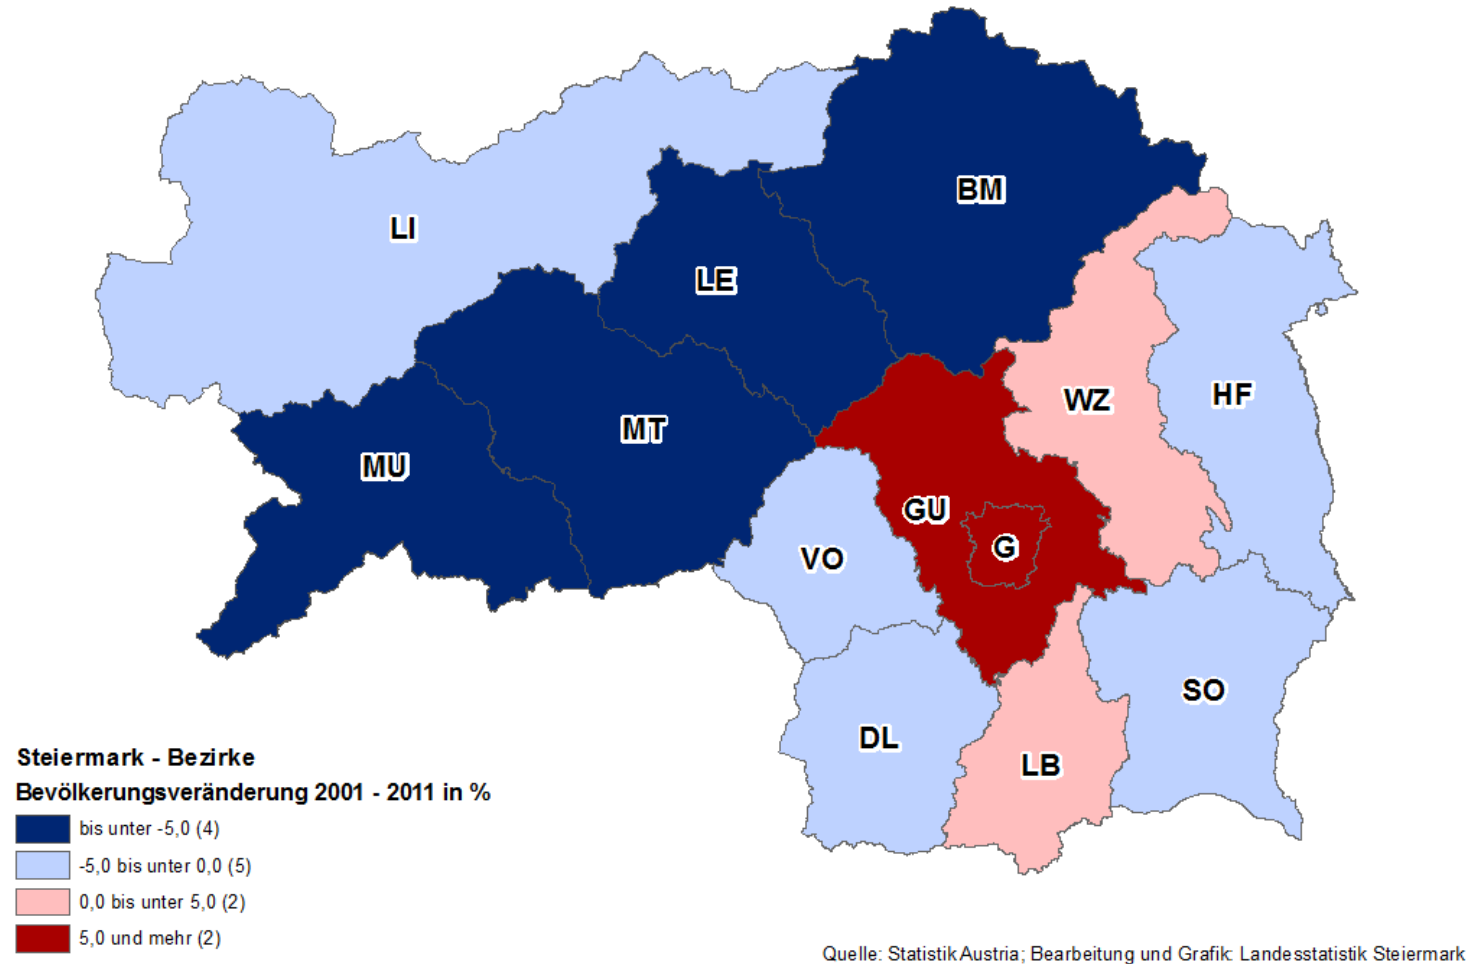 BM
LI
LE
WZ
HF
MT
MU
GU
G
VO
SO
DL
LB
Steiermark - Bezirke
Bevölkerungsveränderung 2001 - 2011 in %
bis unter -5,0 (4)
-5,0 bis unter 0,0 (5)
0,0 bis unter 5,0 (2)
5,0 und mehr (2)
Quelle: Statistik Austria; Bearbeitung und Grafik: Landesstatistik Steiermark